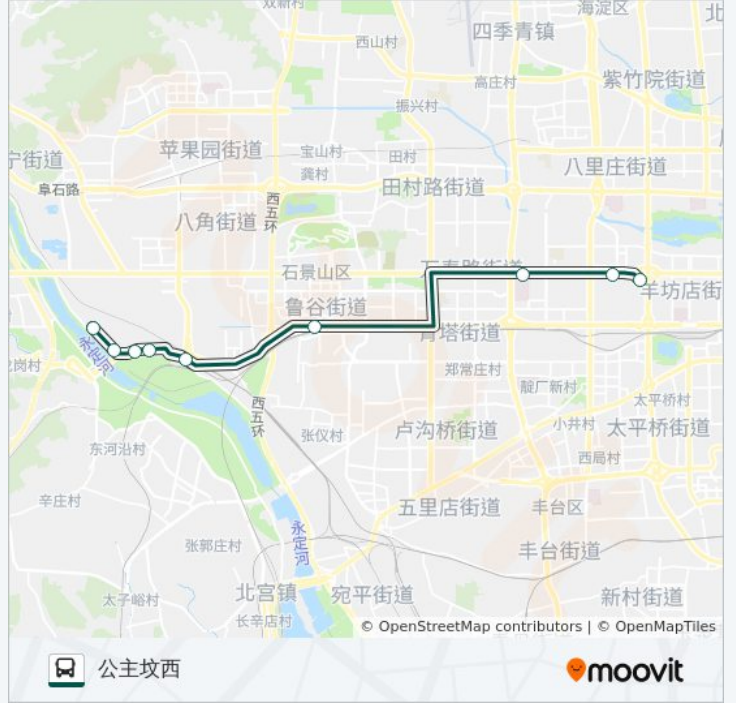 双新村
海淀区
北
四季青镇
西山村
高庄村
紫竹院街道
振兴村
苹果园街道
宝山村
田村
宁街道
龚村
八里庄街道
田村路街道
阜石路
西五环
八角街道
石景山区
万寿路街道
羊坊店街
鲁谷街道
青塔街道
永定河
郑常庄村
靛厂新村
太平桥村
西五环
张仪村
卢沟桥街道
小井村
太平桥街道
东河沿村
西局村
辛庄村
五里店街道
丰台区
永定河
张郭庄村
丰台街道
太子峪村
北宫镇
宛平街道
新村街道
长辛店村
© OpenStreetMap contributors | © OpenMapTiles
公主坟西
moovit